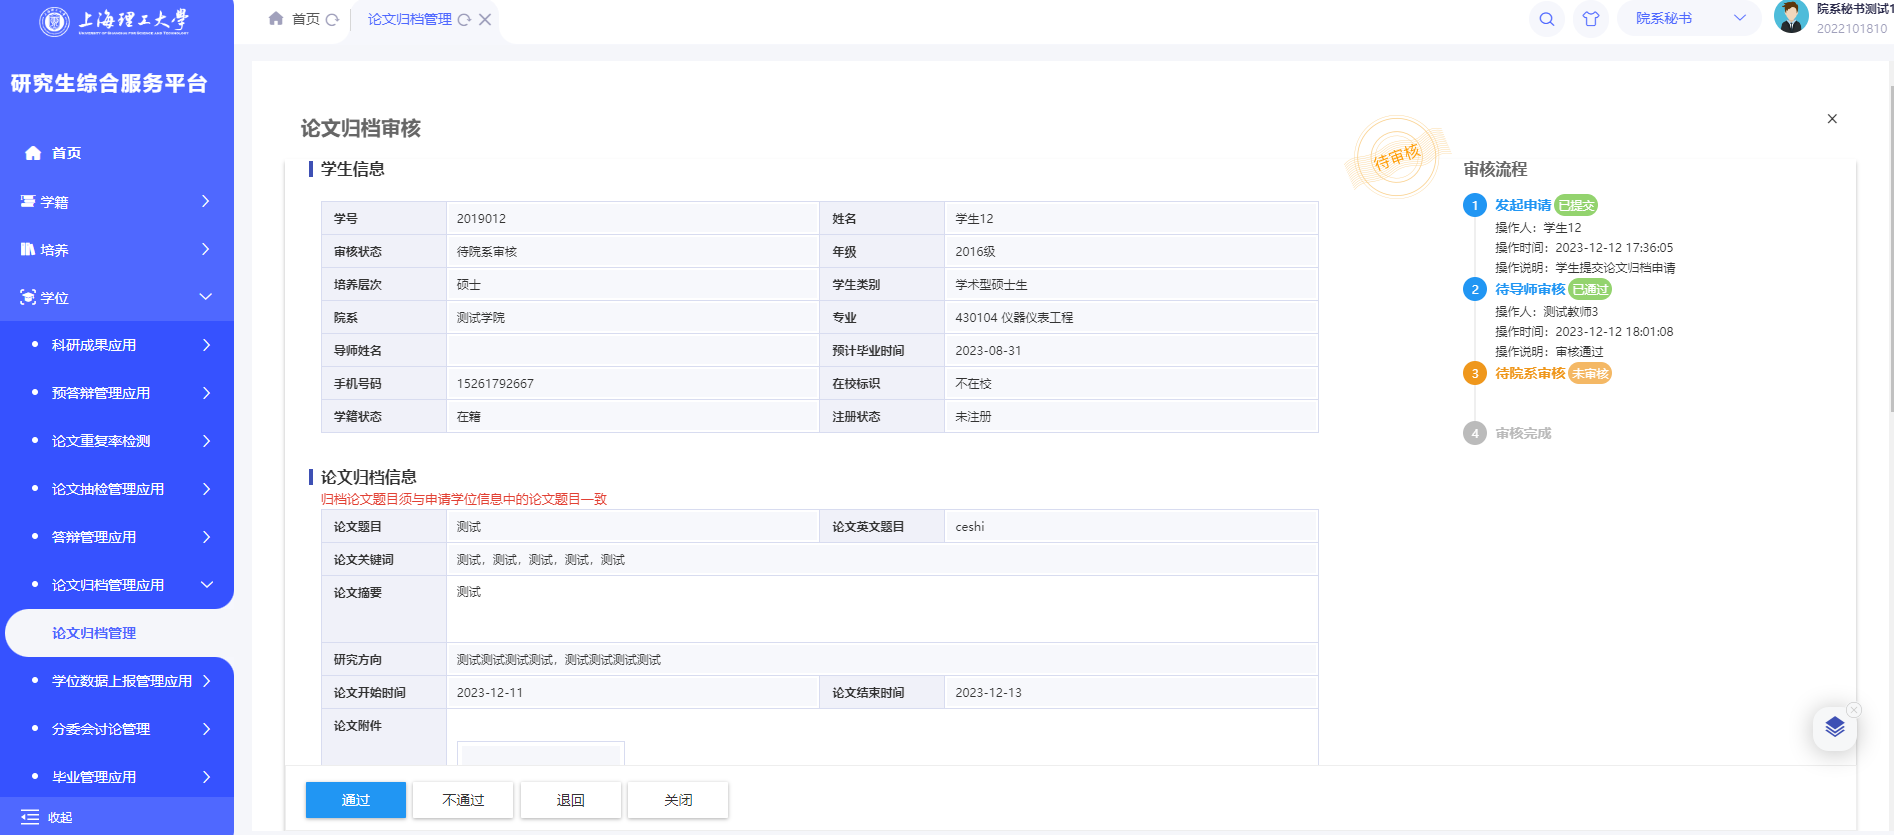 上海理工大学
UNIVERSITY OF SHANGHAI FOR SCIENCE AND TECHNOLOGY
研究生综合服务平台
首页
学籍
培养
学位
科研成果应用
预答辩管理应用
论文重复率检测
论文抽检管理应用
答辩管理应用
论文归档管理应用
论文归档管理
学位数据上报管理应用
分委会讨论管理
毕业管理应用
收起
首页 论文归档管理
院系秘书
院系秘书测试1
2022101810
论文归档审核
待审核
学生信息
学号 2019012 姓名 学生12
审核状态 待院系审核 年级 2016级
培养层次 硕士 学生类别 学术型硕士生
院系 测试学院 专业 430104 仪器仪表工程
导师姓名 预计毕业时间 2023-08-31
手机号码 15261792667 在校标识 不在校
学籍状态 在籍 注册状态 未注册
论文归档信息
归档论文题目须与申请学位信息中的论文题目一致
论文题目 测试 论文英文题目 ceshi
论文关键词 测试，测试，测试，测试，测试
论文摘要 测试
研究方向 测试测试测试测试，测试测试测试测试
论文开始时间 2023-12-11 论文结束时间 2023-12-13
论文附件
通过 不通过 退回 关闭
审核流程
1 发起申请 已提交
操作人：学生12
操作时间：2023-12-12 17:36:05
操作说明：学生提交论文归档申请
2 待导师审核 已通过
操作人：测试教师3
操作时间：2023-12-12 18:01:08
操作说明：审核通过
3 待院系审核 未审核
4 审核完成